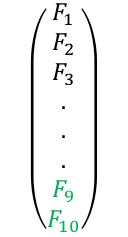 F₁
F₂
F₃
.
.
.
F₉
F₁₀